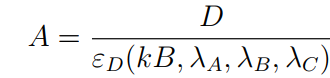 A = D / ε_D(kB, λ_A, λ_B, λ_C)